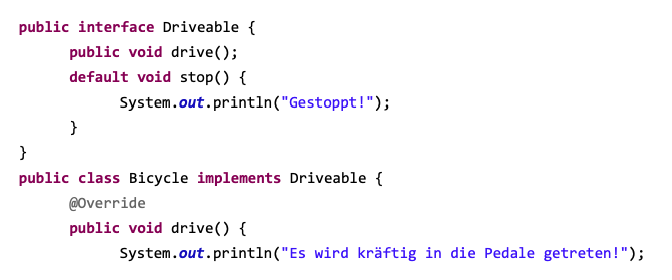 public interface Driveable {
public void drive();
default void stop() {
System.out.println("Gestoppt!");
}
}
public class Bicycle implements Driveable {
@Override
public void drive() {
System.out.println("Es wird kräftig in die Pedale getreten!");